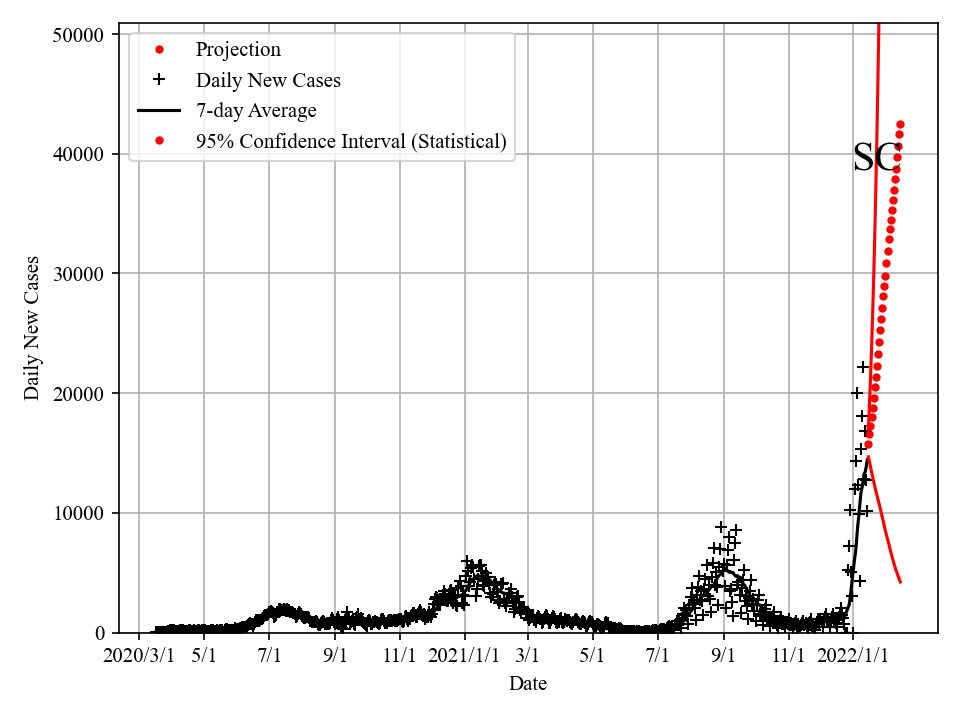 50000
40000
30000
20000
10000
0
Daily New Cases
Projection
Daily New Cases
7-day Average
95% Confidence Interval (Statistical)
SC
2020/3/1 5/1 7/1 9/1 11/1 2021/1/1 3/1 5/1 7/1 9/1 11/1 2022/1/1
Date